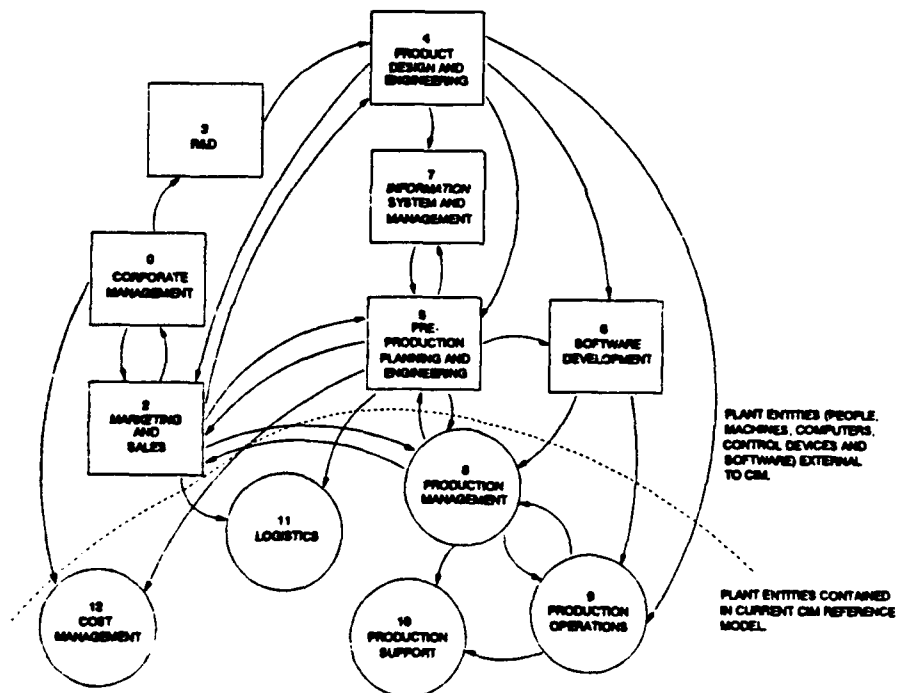 4
PRODUCT
DESIGN AND
ENGINEERING
3
R&D
7
INFORMATION
SYSTEM AND
MANAGEMENT
0
CORPORATE
MANAGEMENT
5
PRE-
PRODUCTION
PLANNING AND
ENGINEERING
6
SOFTWARE
DEVELOPMENT
2
MARKETING
AND
SALES
PLANT ENTITIES (PEOPLE,
MACHINES, COMPUTERS,
CONTROL DEVICES AND
SOFTWARE) EXTERNAL
TO CIM.
8
PRODUCTION
MANAGEMENT
11
LOGISTICS
12
COST
MANAGEMENT
10
PRODUCTION
SUPPORT
9
PRODUCTION
OPERATIONS
PLANT ENTITIES CONTAINED
IN CURRENT CIM REFERENCE
MODEL.